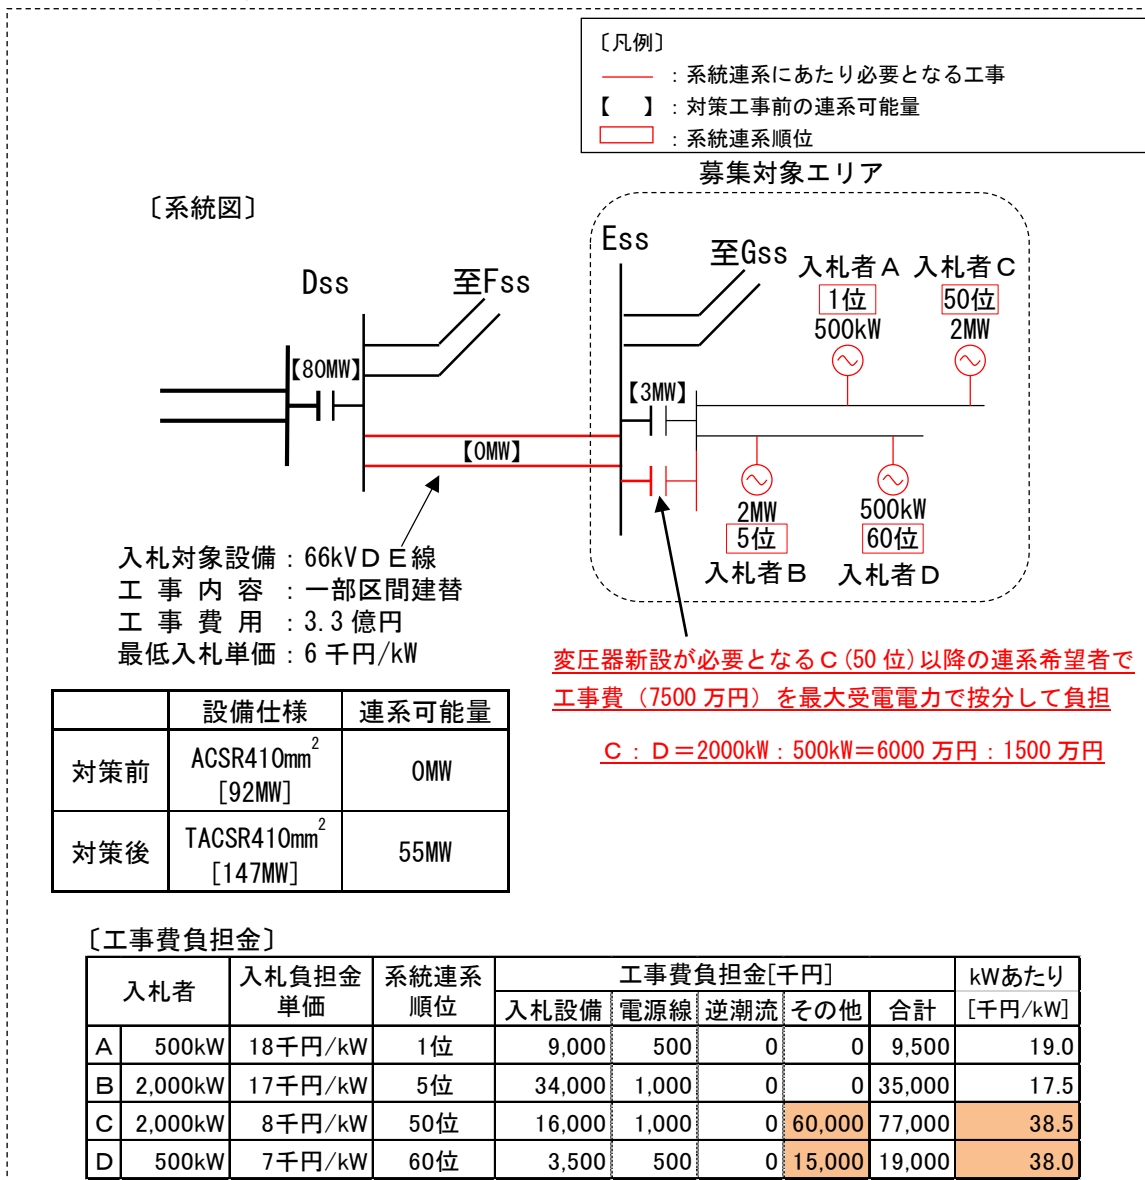 〔凡例〕
：系統連系にあたり必要となる工事
【　】：対策工事前の連系可能量
：系統連系順位
募集対象エリア
〔系統図〕
Ess
至Gss
入札者Ａ 入札者Ｃ
Dss
至Fss
1位
50位
500kW
2MW
【80MW】
【3MW】
【0MW】
2MW
500kW
5位
60位
入札者Ｂ
入札者Ｄ
入札対象設備：66kVＤＥ線
工事内容：一部区間建替
工事費用：3.3億円
最低入札単価：6千円/kW
変圧器新設が必要となるＣ(50位)以降の連系希望者で
工事費（7500万円）を最大受電電力で按分して負担
Ｃ：Ｄ＝2000kW：500kW＝6000万円：1500万円
設備仕様 連系可能量
対策前 ACSR410mm² [92MW] 0MW
対策後 TACSR410mm² [147MW] 55MW
〔工事費負担金〕
入札者 入札負担金単価 系統連系順位 工事費負担金[千円] kWあたり[千円/kW]
入札設備 電源線 逆潮流 その他 合計
Ａ 500kW 18千円/kW 1位 9,000 500 0 0 9,500 19.0
Ｂ 2,000kW 17千円/kW 5位 34,000 1,000 0 0 35,000 17.5
Ｃ 2,000kW 8千円/kW 50位 16,000 1,000 0 60,000 77,000 38.5
Ｄ 500kW 7千円/kW 60位 3,500 500 0 15,000 19,000 38.0